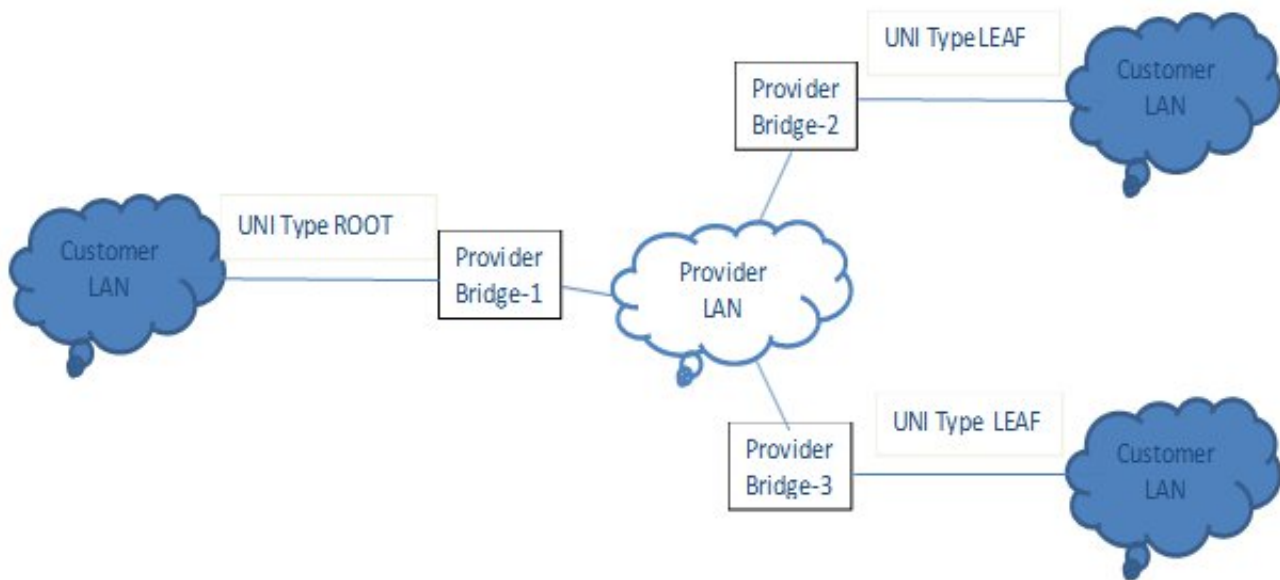 UNI Type LEAF
Customer
LAN
Provider
Bridge-2
UNI Type ROOT
Customer
LAN
Provider
Bridge-1
Provider
LAN
UNI Type LEAF
Provider
Bridge-3
Customer
LAN